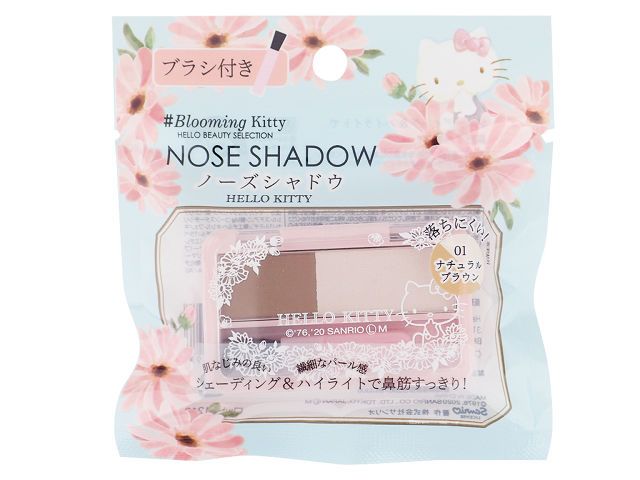 ブラシ付き
#Blooming Kitty
HELLO BEAUTY SELECTION
NOSE SHADOW
ノーズシャドウ
HELLO KITTY
落ちにくい!
01
ナチュラル
ブラウン
HELLO KITTY
©'76,'20 SANRIO Ⓛ M
肌なじみの良い
繊細なパール感
シェーディング&ハイライトで鼻筋すっきり!
Sanrio
LICENSE